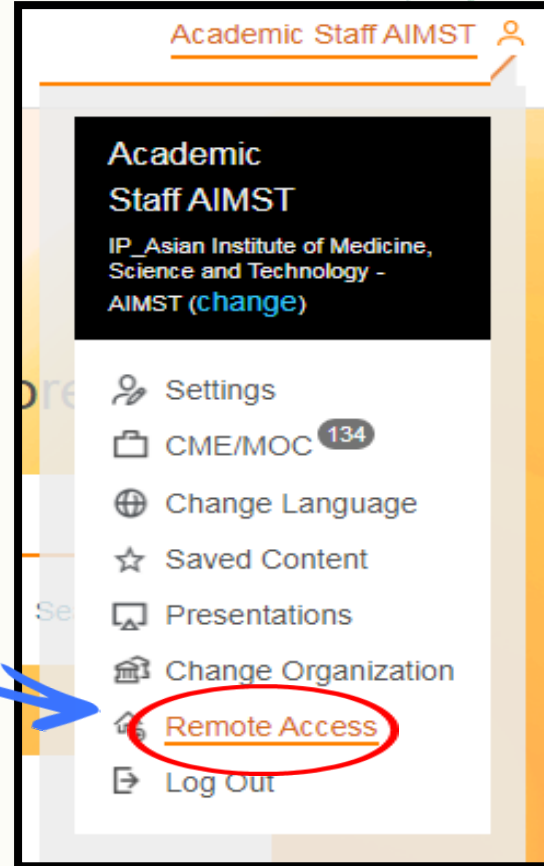 Academic Staff AIMST
Academic
Staff AIMST
IP_Asian Institute of Medicine,
Science and Technology -
AIMST (change)
Settings
CME/MOC 134
Change Language
Saved Content
Se
Presentations
Change Organization
Remote Access
Log Out